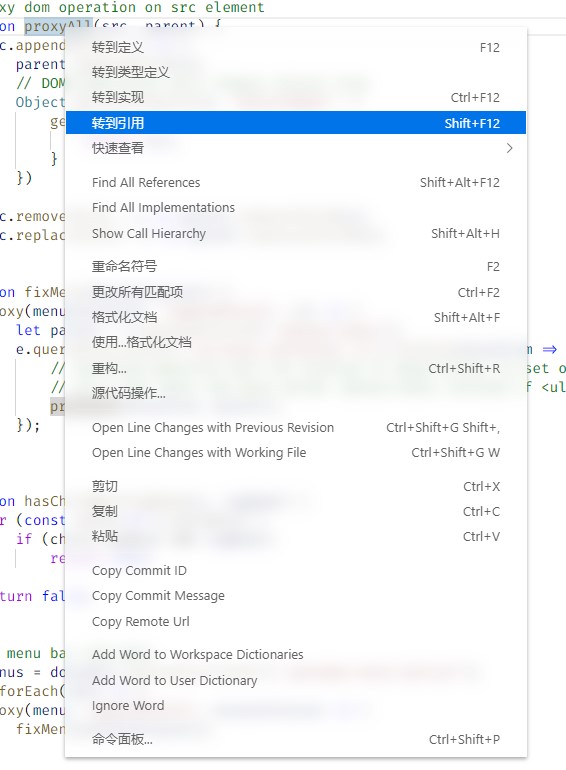 xy dom operation on src element
on proxyAll(src, parent) {
c.append
parent
// DOM
Object
ge
}
})
c.remove
c.replac
on fixMe
oxy(menu
let pa
e.quer
m =>
//
set o
//
f <ul
pr
});
on hasCh
r (const
if (ch
re
turn fal
menu ba
nus = do
forEach(
oxy(menu
fixMen
转到定义 F12
转到类型定义
转到实现 Ctrl+F12
转到引用 Shift+F12
快速查看
Find All References Shift+Alt+F12
Find All Implementations
Show Call Hierarchy Shift+Alt+H
重命名符号 F2
更改所有匹配项 Ctrl+F2
格式化文档 Shift+Alt+F
使用...格式化文档
重构... Ctrl+Shift+R
源代码操作...
Open Line Changes with Previous Revision Ctrl+Shift+G Shift+,
Open Line Changes with Working File Ctrl+Shift+G W
剪切 Ctrl+X
复制 Ctrl+C
粘贴 Ctrl+V
Copy Commit ID
Copy Commit Message
Copy Remote Url
Add Word to Workspace Dictionaries
Add Word to User Dictionary
Ignore Word
命令面板... Ctrl+Shift+P